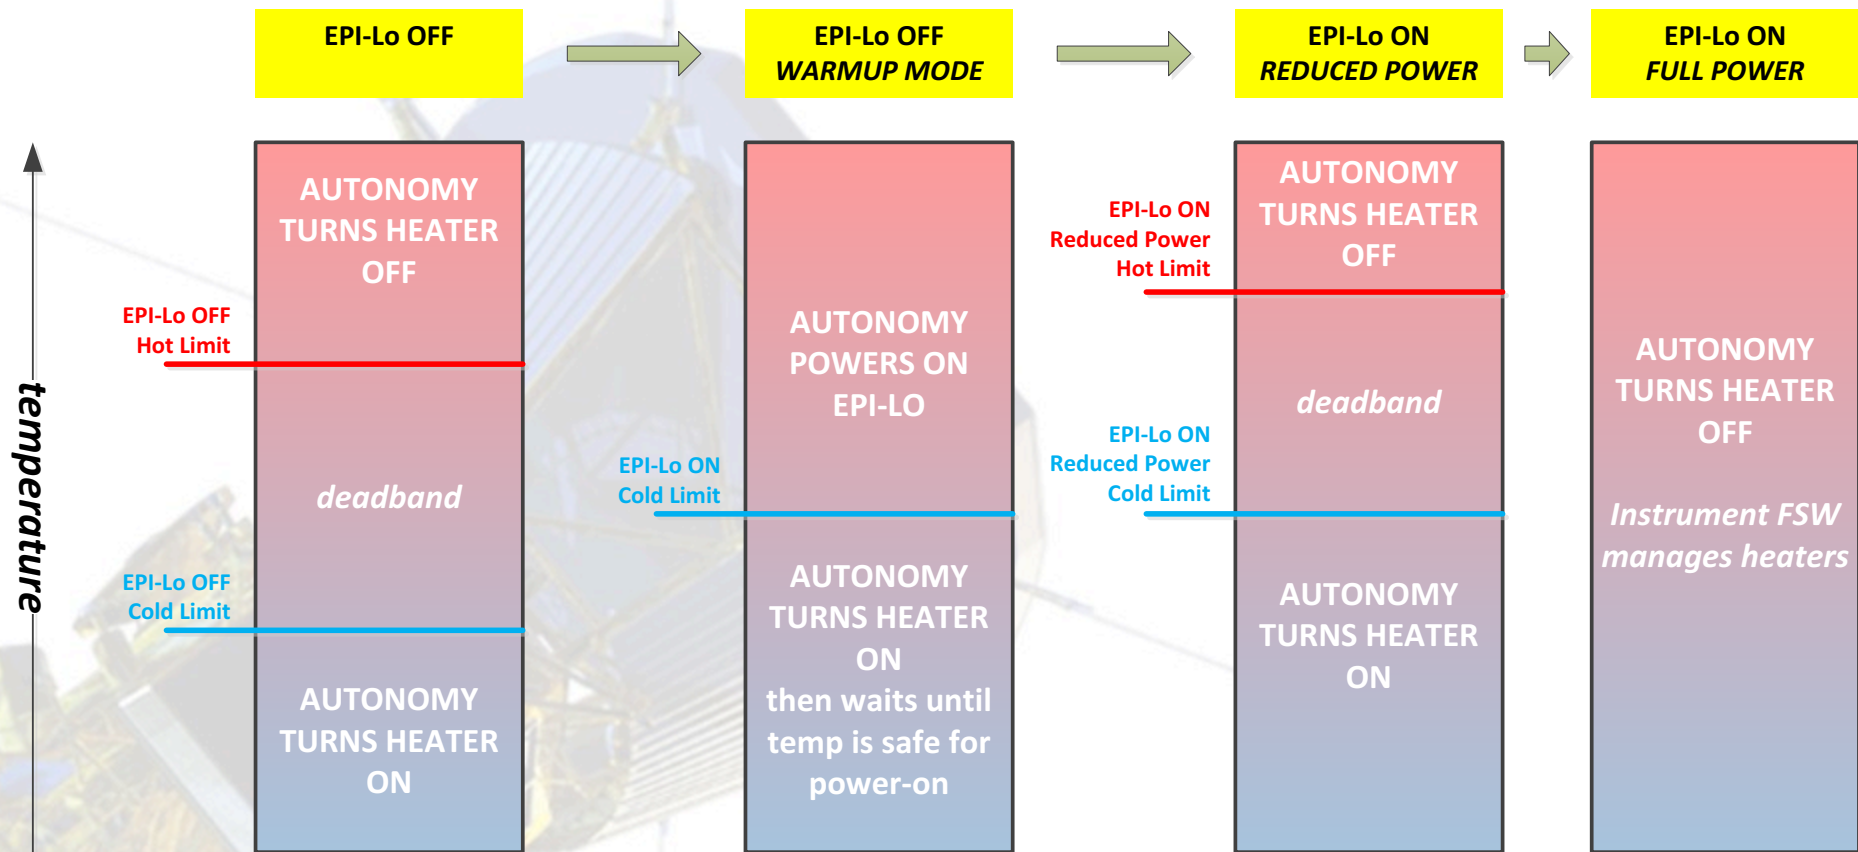 EPI-Lo OFF
EPI-Lo OFF
WARMUP MODE
EPI-Lo ON
REDUCED POWER
EPI-Lo ON
FULL POWER
temperature
AUTONOMY
TURNS HEATER
OFF
EPI-Lo OFF
Hot Limit
deadband
EPI-Lo OFF
Cold Limit
AUTONOMY
TURNS HEATER
ON
AUTONOMY
POWERS ON
EPI-LO
EPI-Lo ON
Cold Limit
AUTONOMY
TURNS HEATER
ON
then waits until
temp is safe for
power-on
AUTONOMY
TURNS HEATER
OFF
EPI-Lo ON
Reduced Power
Hot Limit
deadband
EPI-Lo ON
Reduced Power
Cold Limit
AUTONOMY
TURNS HEATER
ON
AUTONOMY
TURNS HEATER
OFF
Instrument FSW
manages heaters